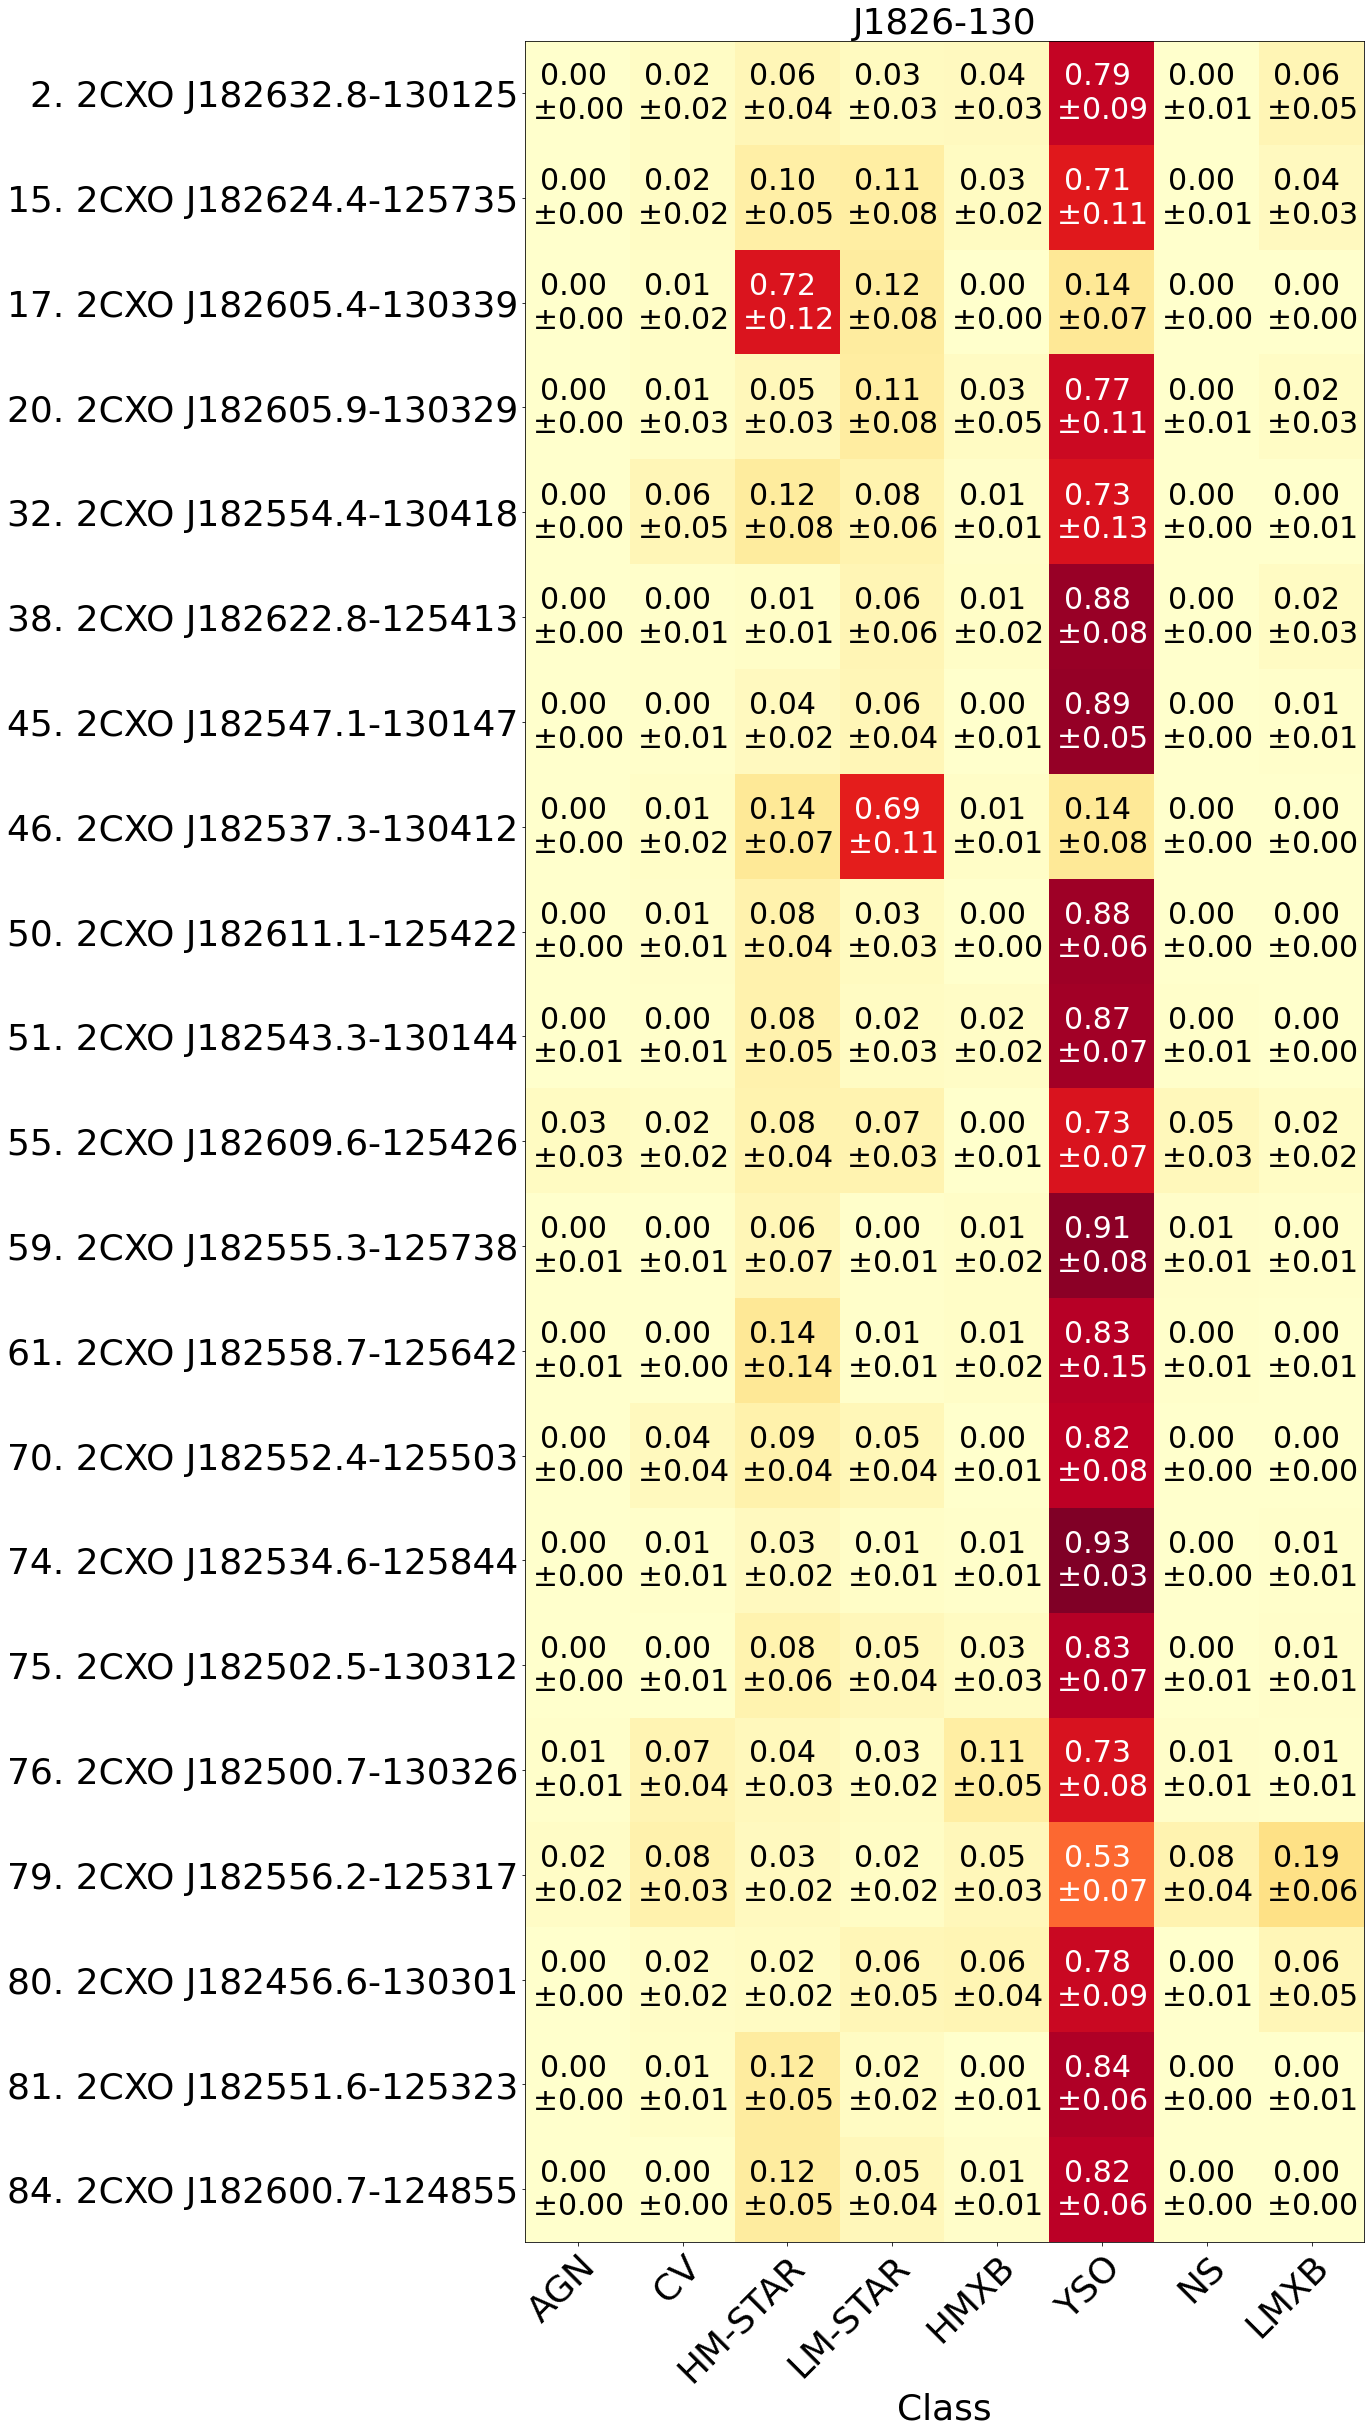 J1826-130
2. 2CXO J182632.8-130125 0.00 0.02 0.06 0.03 0.04 0.79 0.00 0.06
±0.00 ±0.02 ±0.04 ±0.03 ±0.03 ±0.09 ±0.01 ±0.05
15. 2CXO J182624.4-125735 0.00 0.02 0.10 0.11 0.03 0.71 0.00 0.04
±0.00 ±0.02 ±0.05 ±0.08 ±0.02 ±0.11 ±0.01 ±0.03
17. 2CXO J182605.4-130339 0.00 0.01 0.72 0.12 0.00 0.14 0.00 0.00
±0.00 ±0.02 ±0.12 ±0.08 ±0.00 ±0.07 ±0.00 ±0.00
20. 2CXO J182605.9-130329 0.00 0.01 0.05 0.11 0.03 0.77 0.00 0.02
±0.00 ±0.03 ±0.03 ±0.08 ±0.05 ±0.11 ±0.01 ±0.03
32. 2CXO J182554.4-130418 0.00 0.06 0.12 0.08 0.01 0.73 0.00 0.00
±0.00 ±0.05 ±0.08 ±0.06 ±0.01 ±0.13 ±0.00 ±0.01
38. 2CXO J182622.8-125413 0.00 0.00 0.01 0.06 0.01 0.88 0.00 0.02
±0.00 ±0.01 ±0.01 ±0.06 ±0.02 ±0.08 ±0.00 ±0.03
45. 2CXO J182547.1-130147 0.00 0.00 0.04 0.06 0.00 0.89 0.00 0.01
±0.00 ±0.01 ±0.02 ±0.04 ±0.01 ±0.05 ±0.00 ±0.01
46. 2CXO J182537.3-130412 0.00 0.01 0.14 0.69 0.01 0.14 0.00 0.00
±0.00 ±0.02 ±0.07 ±0.11 ±0.01 ±0.08 ±0.00 ±0.00
50. 2CXO J182611.1-125422 0.00 0.01 0.08 0.03 0.00 0.88 0.00 0.00
±0.00 ±0.01 ±0.04 ±0.03 ±0.00 ±0.06 ±0.00 ±0.00
51. 2CXO J182543.3-130144 0.00 0.00 0.08 0.02 0.02 0.87 0.00 0.00
±0.01 ±0.01 ±0.05 ±0.03 ±0.02 ±0.07 ±0.01 ±0.00
55. 2CXO J182609.6-125426 0.03 0.02 0.08 0.07 0.00 0.73 0.05 0.02
±0.03 ±0.02 ±0.04 ±0.03 ±0.01 ±0.07 ±0.03 ±0.02
59. 2CXO J182555.3-125738 0.00 0.00 0.06 0.00 0.01 0.91 0.01 0.00
±0.01 ±0.01 ±0.07 ±0.01 ±0.02 ±0.08 ±0.01 ±0.01
61. 2CXO J182558.7-125642 0.00 0.00 0.14 0.01 0.01 0.83 0.00 0.00
±0.01 ±0.00 ±0.14 ±0.01 ±0.02 ±0.15 ±0.01 ±0.01
70. 2CXO J182552.4-125503 0.00 0.04 0.09 0.05 0.00 0.82 0.00 0.00
±0.00 ±0.04 ±0.04 ±0.04 ±0.01 ±0.08 ±0.00 ±0.00
74. 2CXO J182534.6-125844 0.00 0.01 0.03 0.01 0.01 0.93 0.00 0.01
±0.00 ±0.01 ±0.02 ±0.01 ±0.01 ±0.03 ±0.00 ±0.01
75. 2CXO J182502.5-130312 0.00 0.00 0.08 0.05 0.03 0.83 0.00 0.01
±0.00 ±0.01 ±0.06 ±0.04 ±0.03 ±0.07 ±0.01 ±0.01
76. 2CXO J182500.7-130326 0.01 0.07 0.04 0.03 0.11 0.73 0.01 0.01
±0.01 ±0.04 ±0.03 ±0.02 ±0.05 ±0.08 ±0.01 ±0.01
79. 2CXO J182556.2-125317 0.02 0.08 0.03 0.02 0.05 0.53 0.08 0.19
±0.02 ±0.03 ±0.02 ±0.02 ±0.03 ±0.07 ±0.04 ±0.06
80. 2CXO J182456.6-130301 0.00 0.02 0.02 0.06 0.06 0.78 0.00 0.06
±0.00 ±0.02 ±0.02 ±0.05 ±0.04 ±0.09 ±0.01 ±0.05
81. 2CXO J182551.6-125323 0.00 0.01 0.12 0.02 0.00 0.84 0.00 0.00
±0.00 ±0.01 ±0.05 ±0.02 ±0.01 ±0.06 ±0.00 ±0.01
84. 2CXO J182600.7-124855 0.00 0.00 0.12 0.05 0.01 0.82 0.00 0.00
±0.00 ±0.00 ±0.05 ±0.04 ±0.01 ±0.06 ±0.00 ±0.00
AGN CV HM-STAR LM-STAR HMXB YSO NS LMXB
Class